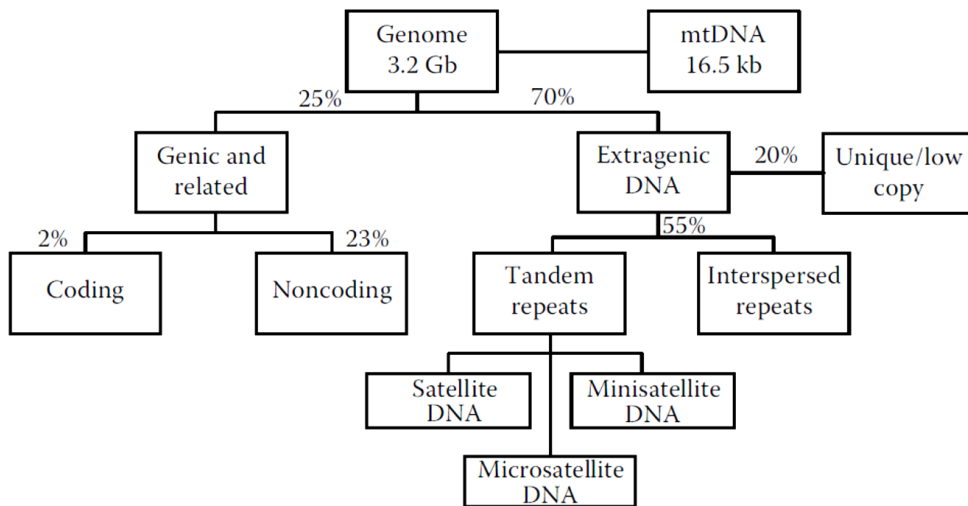 Genome
3.2 Gb
mtDNA
16.5 kb
25%
70%
Genic and
related
Extragenic
DNA
20%
Unique/low
copy
2%
23%
55%
Coding
Noncoding
Tandem
repeats
Interspersed
repeats
Satellite
DNA
Minisatellite
DNA
Microsatellite
DNA